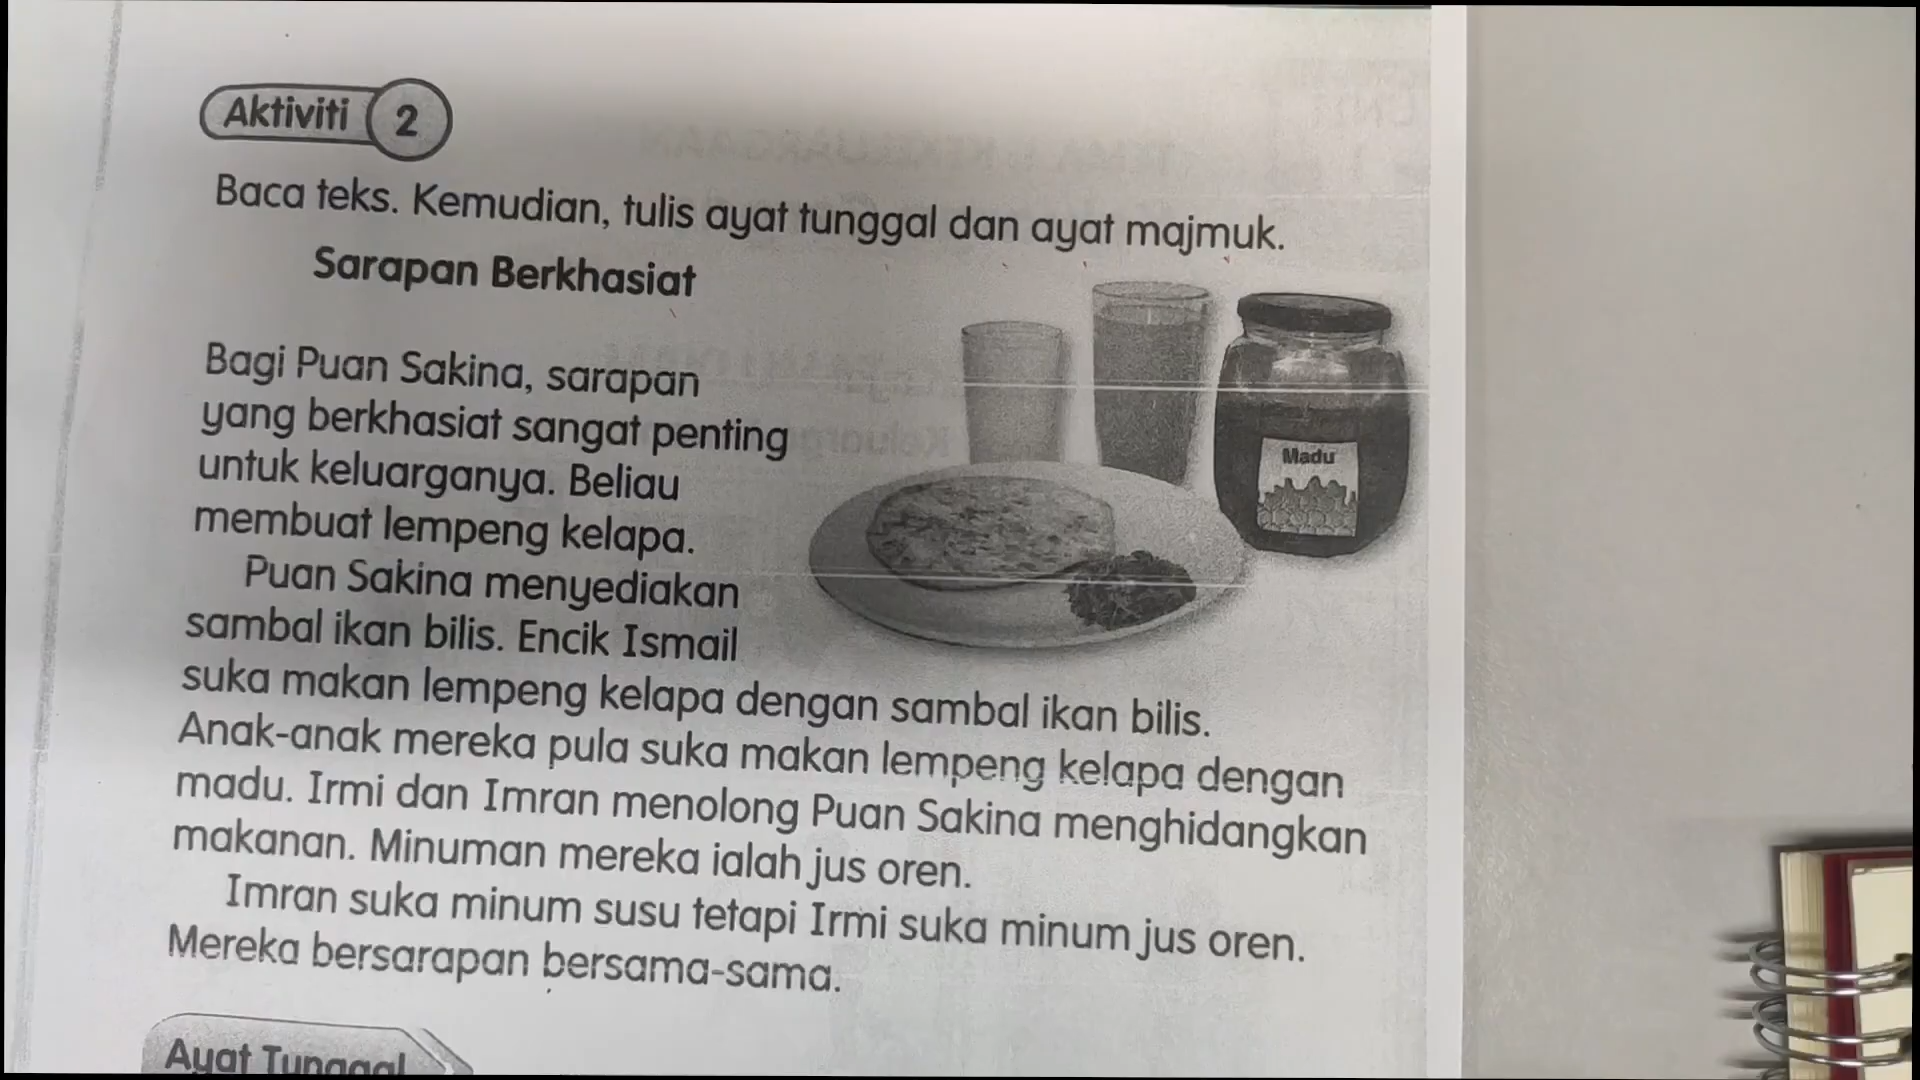 Aktiviti 2
Baca teks. Kemudian, tulis ayat tunggal dan ayat majmuk.
Sarapan Berkhasiat
Bagi Puan Sakina, sarapan
yang berkhasiat sangat penting
untuk keluarganya. Beliau
membuat lempeng kelapa.
Puan Sakina menyediakan
sambal ikan bilis. Encik Ismail
suka makan lempeng kelapa dengan sambal ikan bilis.
Anak-anak mereka pula suka makan lempeng kelapa dengan
madu. Irmi dan Imran menolong Puan Sakina menghidangkan
makanan. Minuman mereka ialah jus oren.
Imran suka minum susu tetapi Irmi suka minum jus oren.
Mereka bersarapan bersama-sama.
Madu
Ayat Tunggal